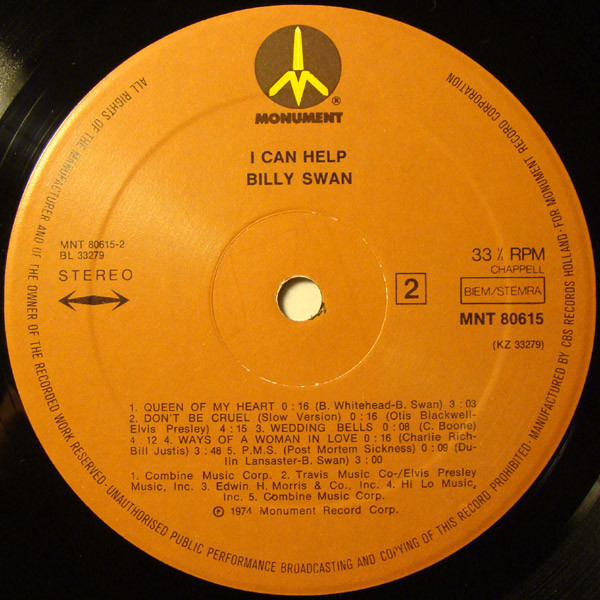 MONUMENT®
I CAN HELP
BILLY SWAN
MNT 80615-2
BL 33279
STEREO
2
33 ⅓ RPM
CHAPPELL
BIEM/STEMRA
MNT 80615
(KZ 33279)
1. QUEEN OF MY HEART 0:16 (B. Whitehead-B. Swan) 3:03
2. DON'T BE CRUEL (Slow Version) 0:16 (Otis Blackwell-
Elvis Presley) 4:15 3. WEDDING BELLS 0:08 (C. Boone)
4.12 4. WAYS OF A WOMAN IN LOVE 0:16 (Charlie Rich-
Bill Justis) 3:48 5. P.M.S. (Post Mortem Sickness) 0:09 (Du-
lin Lansaster-B. Swan) 3:00
1. Combine Music Corp. 2. Travis Music Co-/Elvis Presley
Music, Inc. 3. Edwin H. Morris & Co., Inc. 4. Hi Lo Music,
Inc. 5. Combine Music Corp.
℗ 1974 Monument Record Corp.
ALL RIGHTS OF THE MANUFACTURER AND OF THE OWNER OF THE RECORDED WORK RESERVED·UNAUTHORISED PUBLIC PERFORMANCE BROADCASTING AND COPYING OF THIS RECORD PROHIBITED·MANUFACTURED BY CBS RECORDS HOLLAND·FOR MONUMENT RECORD CORPORATION